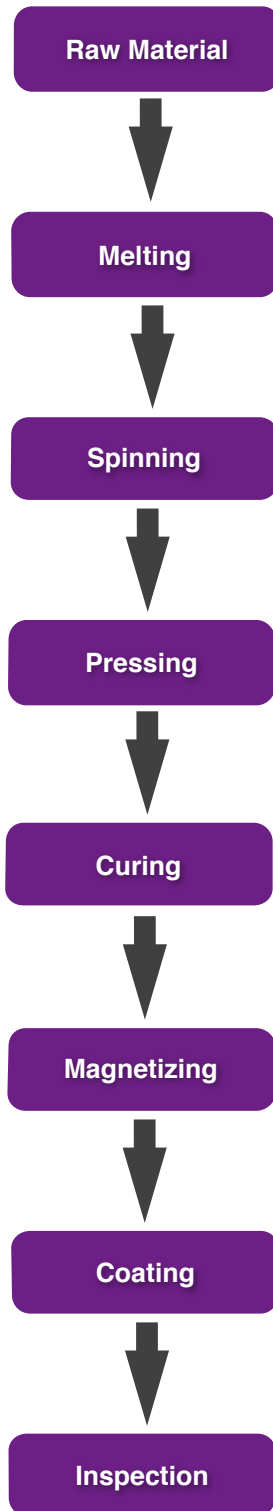 Raw Material
Melting
Spinning
Pressing
Curing
Magnetizing
Coating
Inspection